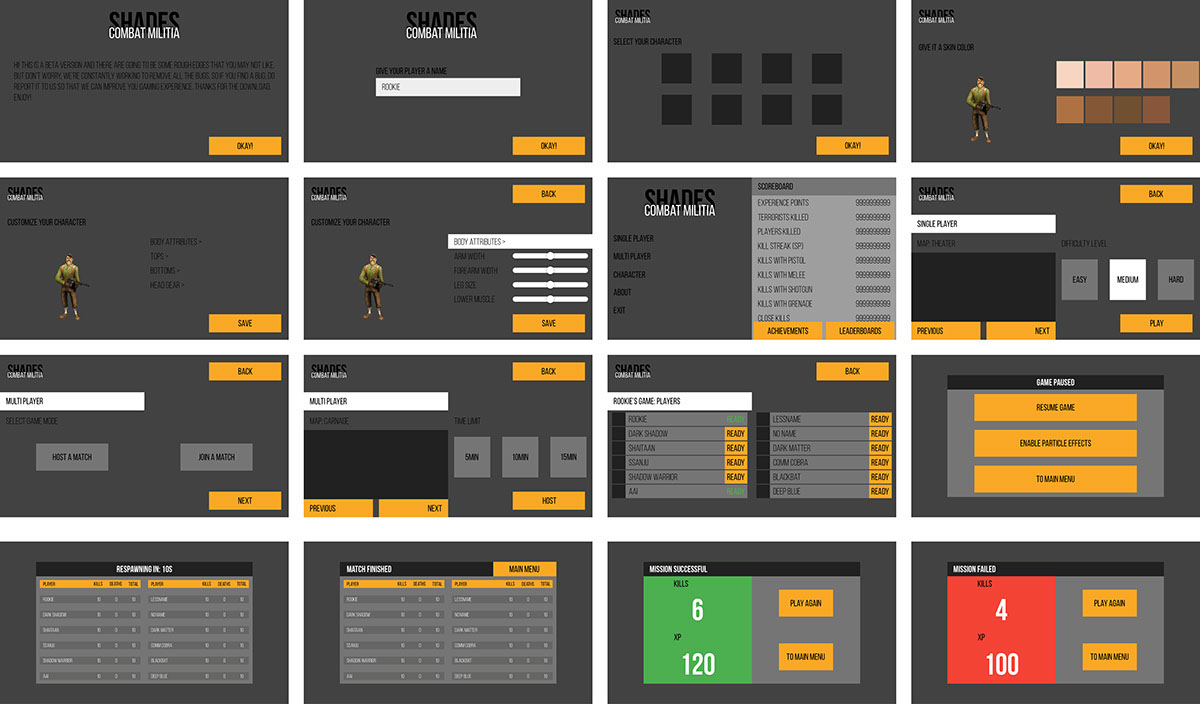 SHADES
COMBAT MILITIA
HI! THIS IS A BETA VERSION AND THERE ARE GOING TO BE SOME ROUGH EDGES THAT YOU MAY NOT LIKE.
BUT DON'T WORRY, WE'RE CONSTANTLY WORKING TO REMOVE ALL THE BUGS. SO IF YOU FIND A BUG, DO
REPORT IT TO US SO THAT WE CAN IMPROVE YOU GAMING EXPERIENCE. THANKS FOR THE DOWNLOAD.
ENJOY!
OKAY!
SHADES
COMBAT MILITIA
GIVE YOUR PLAYER A NAME
ROOKIE
OKAY!
SHADES
COMBAT MILITIA
SELECT YOUR CHARACTER
OKAY!
SHADES
COMBAT MILITIA
GIVE IT A SKIN COLOR
OKAY!
SHADES
COMBAT MILITIA
CUSTOMIZE YOUR CHARACTER
BODY ATTRIBUTES >
TOPS >
BOTTOMS >
HEAD GEAR >
SAVE
SHADES
COMBAT MILITIA
BACK
CUSTOMIZE YOUR CHARACTER
BODY ATTRIBUTES >
ARM WIDTH
FOREARM WIDTH
LEG SIZE
LOWER MUSCLE
SAVE
SHADES
COMBAT MILITIA
SINGLE PLAYER
MULTI PLAYER
CHARACTER
ABOUT
EXIT
SCOREBOARD
EXPERIENCE POINTS 9999999999
TERRORISTS KILLED 9999999999
PLAYERS KILLED 9999999999
KILL STREAK (SP) 9999999999
KILLS WITH PISTOL 9999999999
KILLS WITH MELEE 9999999999
KILLS WITH SHOTGUN 9999999999
KILLS WITH GRENADE 9999999999
CLOSE KILLS 9999999999
ACHIEVEMENTS LEADERBOARDS
SHADES
COMBAT MILITIA
BACK
SINGLE PLAYER
MAP: THEATER
DIFFICULTY LEVEL
EASY MEDIUM HARD
PREVIOUS NEXT
PLAY
SHADES
COMBAT MILITIA
BACK
MULTI PLAYER
SELECT GAME MODE
HOST A MATCH JOIN A MATCH
NEXT
SHADES
COMBAT MILITIA
BACK
MULTI PLAYER
MAP: CARNAGE
TIME LIMIT
5MIN 10MIN 15MIN
PREVIOUS NEXT
HOST
SHADES
COMBAT MILITIA
BACK
ROOKIE'S GAME: PLAYERS
ROOKIE READY LESSNAME READY
DARK SHADOW READY NO NAME READY
SHAITAAN READY DARK MATTER READY
SSANJU READY COMM COBRA READY
SHADOW WARRIOR READY BLACKBAT READY
AAI READY DEEP BLUE READY
GAME PAUSED
RESUME GAME
ENABLE PARTICLE EFFECTS
TO MAIN MENU
RESPAWNING IN: 10S
PLAYER KILLS DEATHS TOTAL PLAYER KILLS DEATHS TOTAL
ROOKIE 10 0 10 LESSNAME 10 0 10
DARK SHADOW 10 0 10 NO NAME 10 0 10
SHAITAAN 10 0 10 DARK MATTER 10 0 10
SSANJU 10 0 10 COMM COBRA 10 0 10
SHADOW WARRIOR 10 0 10 BLACKBAT 10 0 10
AAI 10 0 10 DEEP BLUE 10 0 10
MATCH FINISHED MAIN MENU
PLAYER KILLS DEATHS TOTAL PLAYER KILLS DEATHS TOTAL
ROOKIE 10 0 10 LESSNAME 10 0 10
DARK SHADOW 10 0 10 NO NAME 10 0 10
SHAITAAN 10 0 10 DARK MATTER 10 0 10
SSANJU 10 0 10 COMM COBRA 10 0 10
SHADOW WARRIOR 10 0 10 BLACKBAT 10 0 10
AAI 10 0 10 DEEP BLUE 10 0 10
MISSION SUCCESSFUL
KILLS
6
XP
120
PLAY AGAIN
TO MAIN MENU
MISSION FAILED
KILLS
4
XP
100
PLAY AGAIN
TO MAIN MENU